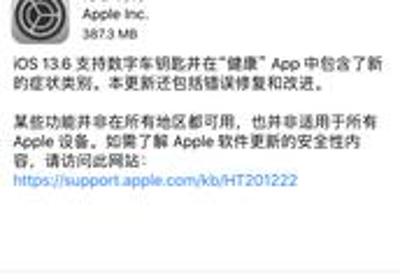 Apple Inc.
387.3 MB
iOS 13.6 支持数字车钥匙并在“健康” App 中包含了新
的症状类别。本更新还包括错误修复和改进。
某些功能并非在所有地区都可用，也并非适用于所有
Apple 设备。如需了解 Apple 软件更新的安全性内
容，请访问此网站：
https://support.apple.com/kb/HT201222